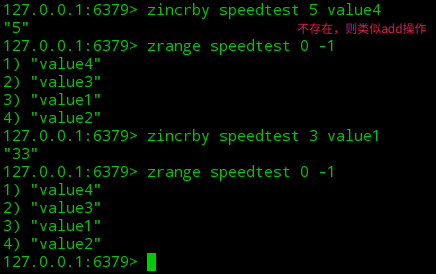 127.0.0.1:6379> zincrby speedtest 5 value4
"5"
不存在，则类似add操作
127.0.0.1:6379> zrange speedtest 0 -1
1) "value4"
2) "value3"
3) "value1"
4) "value2"
127.0.0.1:6379> zincrby speedtest 3 value1
"33"
127.0.0.1:6379> zrange speedtest 0 -1
1) "value4"
2) "value3"
3) "value1"
4) "value2"
127.0.0.1:6379>